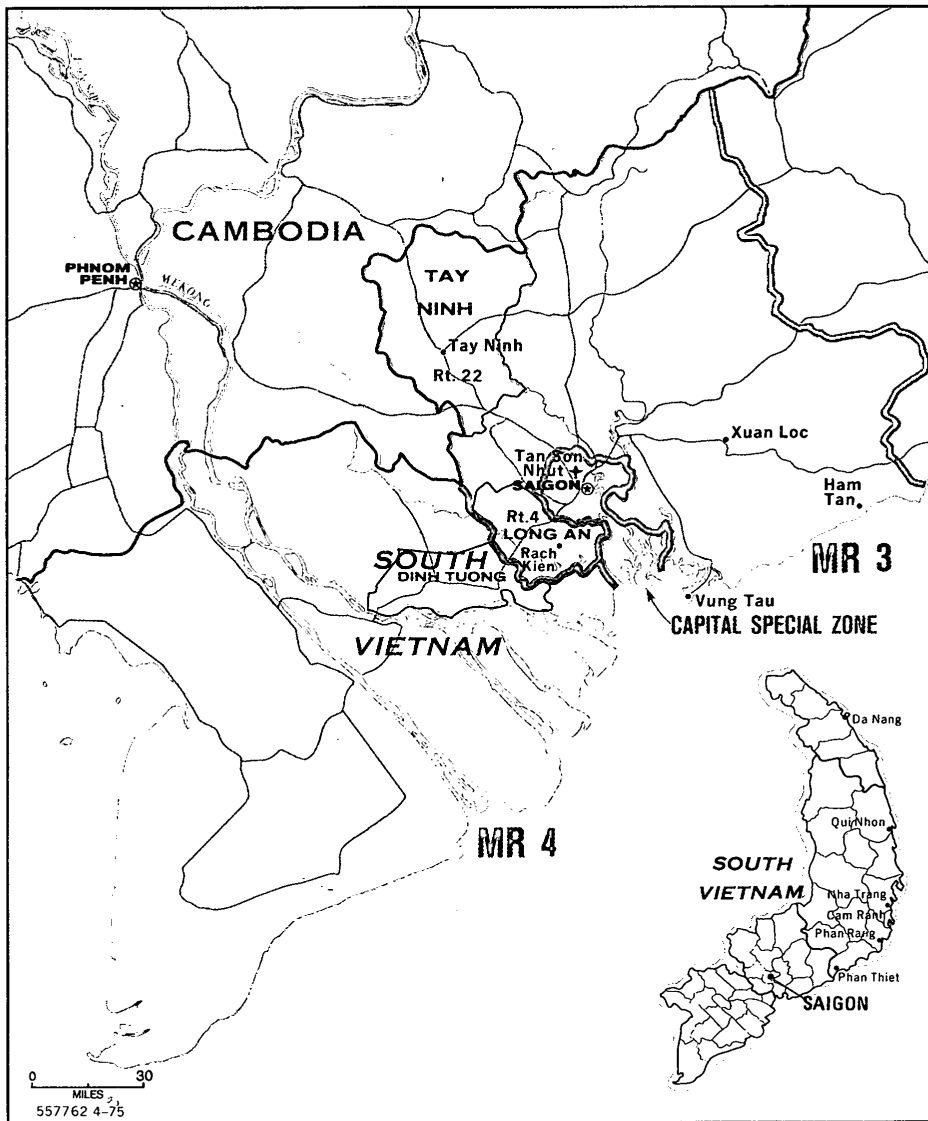 CAMBODIA
PHNOM
PENH
MEKONG
TAY
NINH
Tay Ninh
Rt. 22
Xuan Loc
Tan Son
Nhut
SAIGON
Ham
Tan
Rt.4
LONG AN
Rach
Kien
SOUTH
DINH TUONG
MR 3
Vung Tau
CAPITAL SPECIAL ZONE
VIETNAM
Da Nang
MR 4
Qui Nhon
SOUTH
VIETNAM
Nha Trang
Cam Ranh
Phan Rang
Phan Thiet
SAIGON
0 30
MILES
557762 4-75